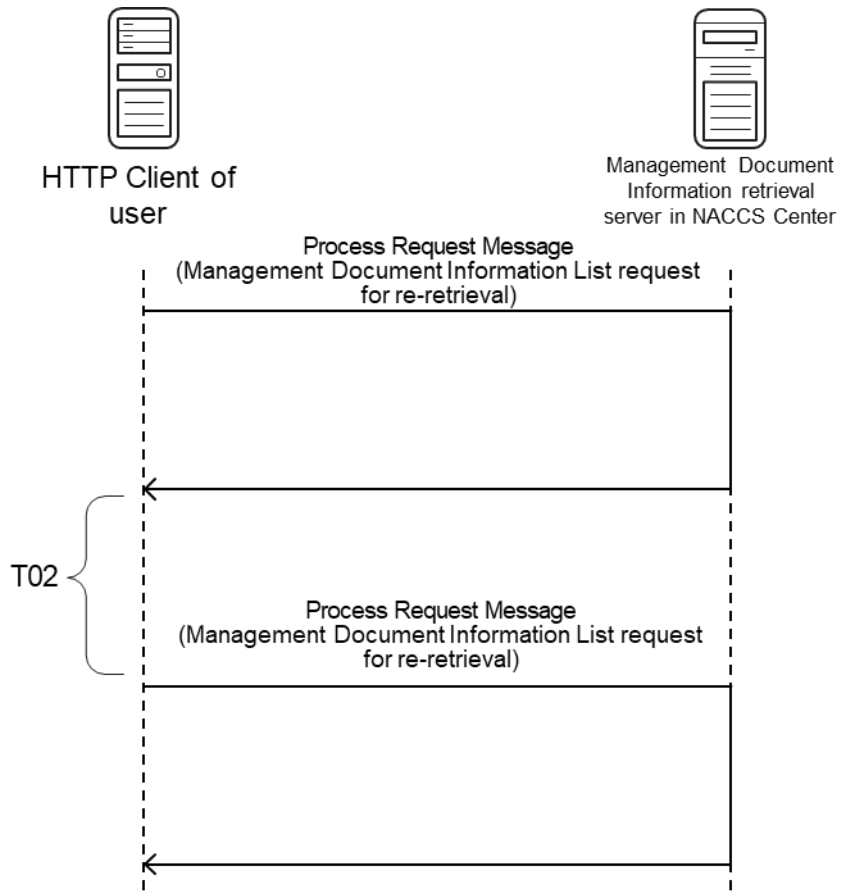 HTTP Client of
user
Management Document
Information retrieval
server in NACCS Center
Process Request Message
(Management Document Information List request
for re-retrieval)
T02
Process Request Message
(Management Document Information List request
for re-retrieval)